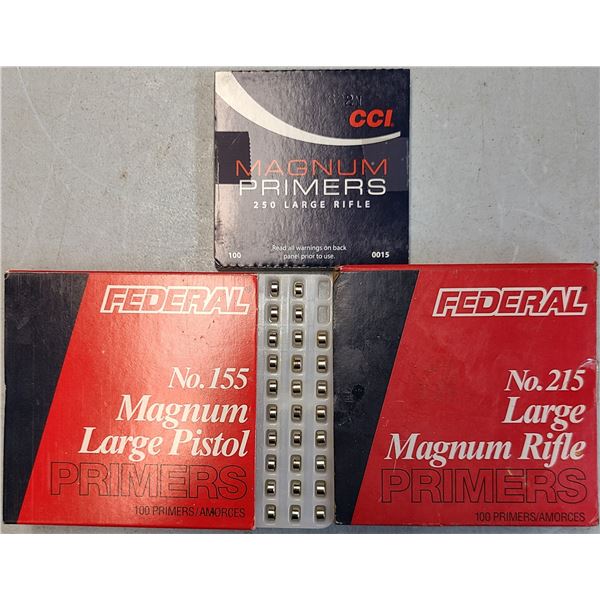 CCI
MAGNUM
PRIMERS
250 LARGE RIFLE
Read all warnings on back
100 panel prior to use. 0015
FEDERAL
No. 155
Magnum
Large Pistol
PRIMERS
100 PRIMERS/AMORCES
FEDERAL
No. 215
Large
Magnum Rifle
PRIMERS
100 PRIMERS/AMORCES